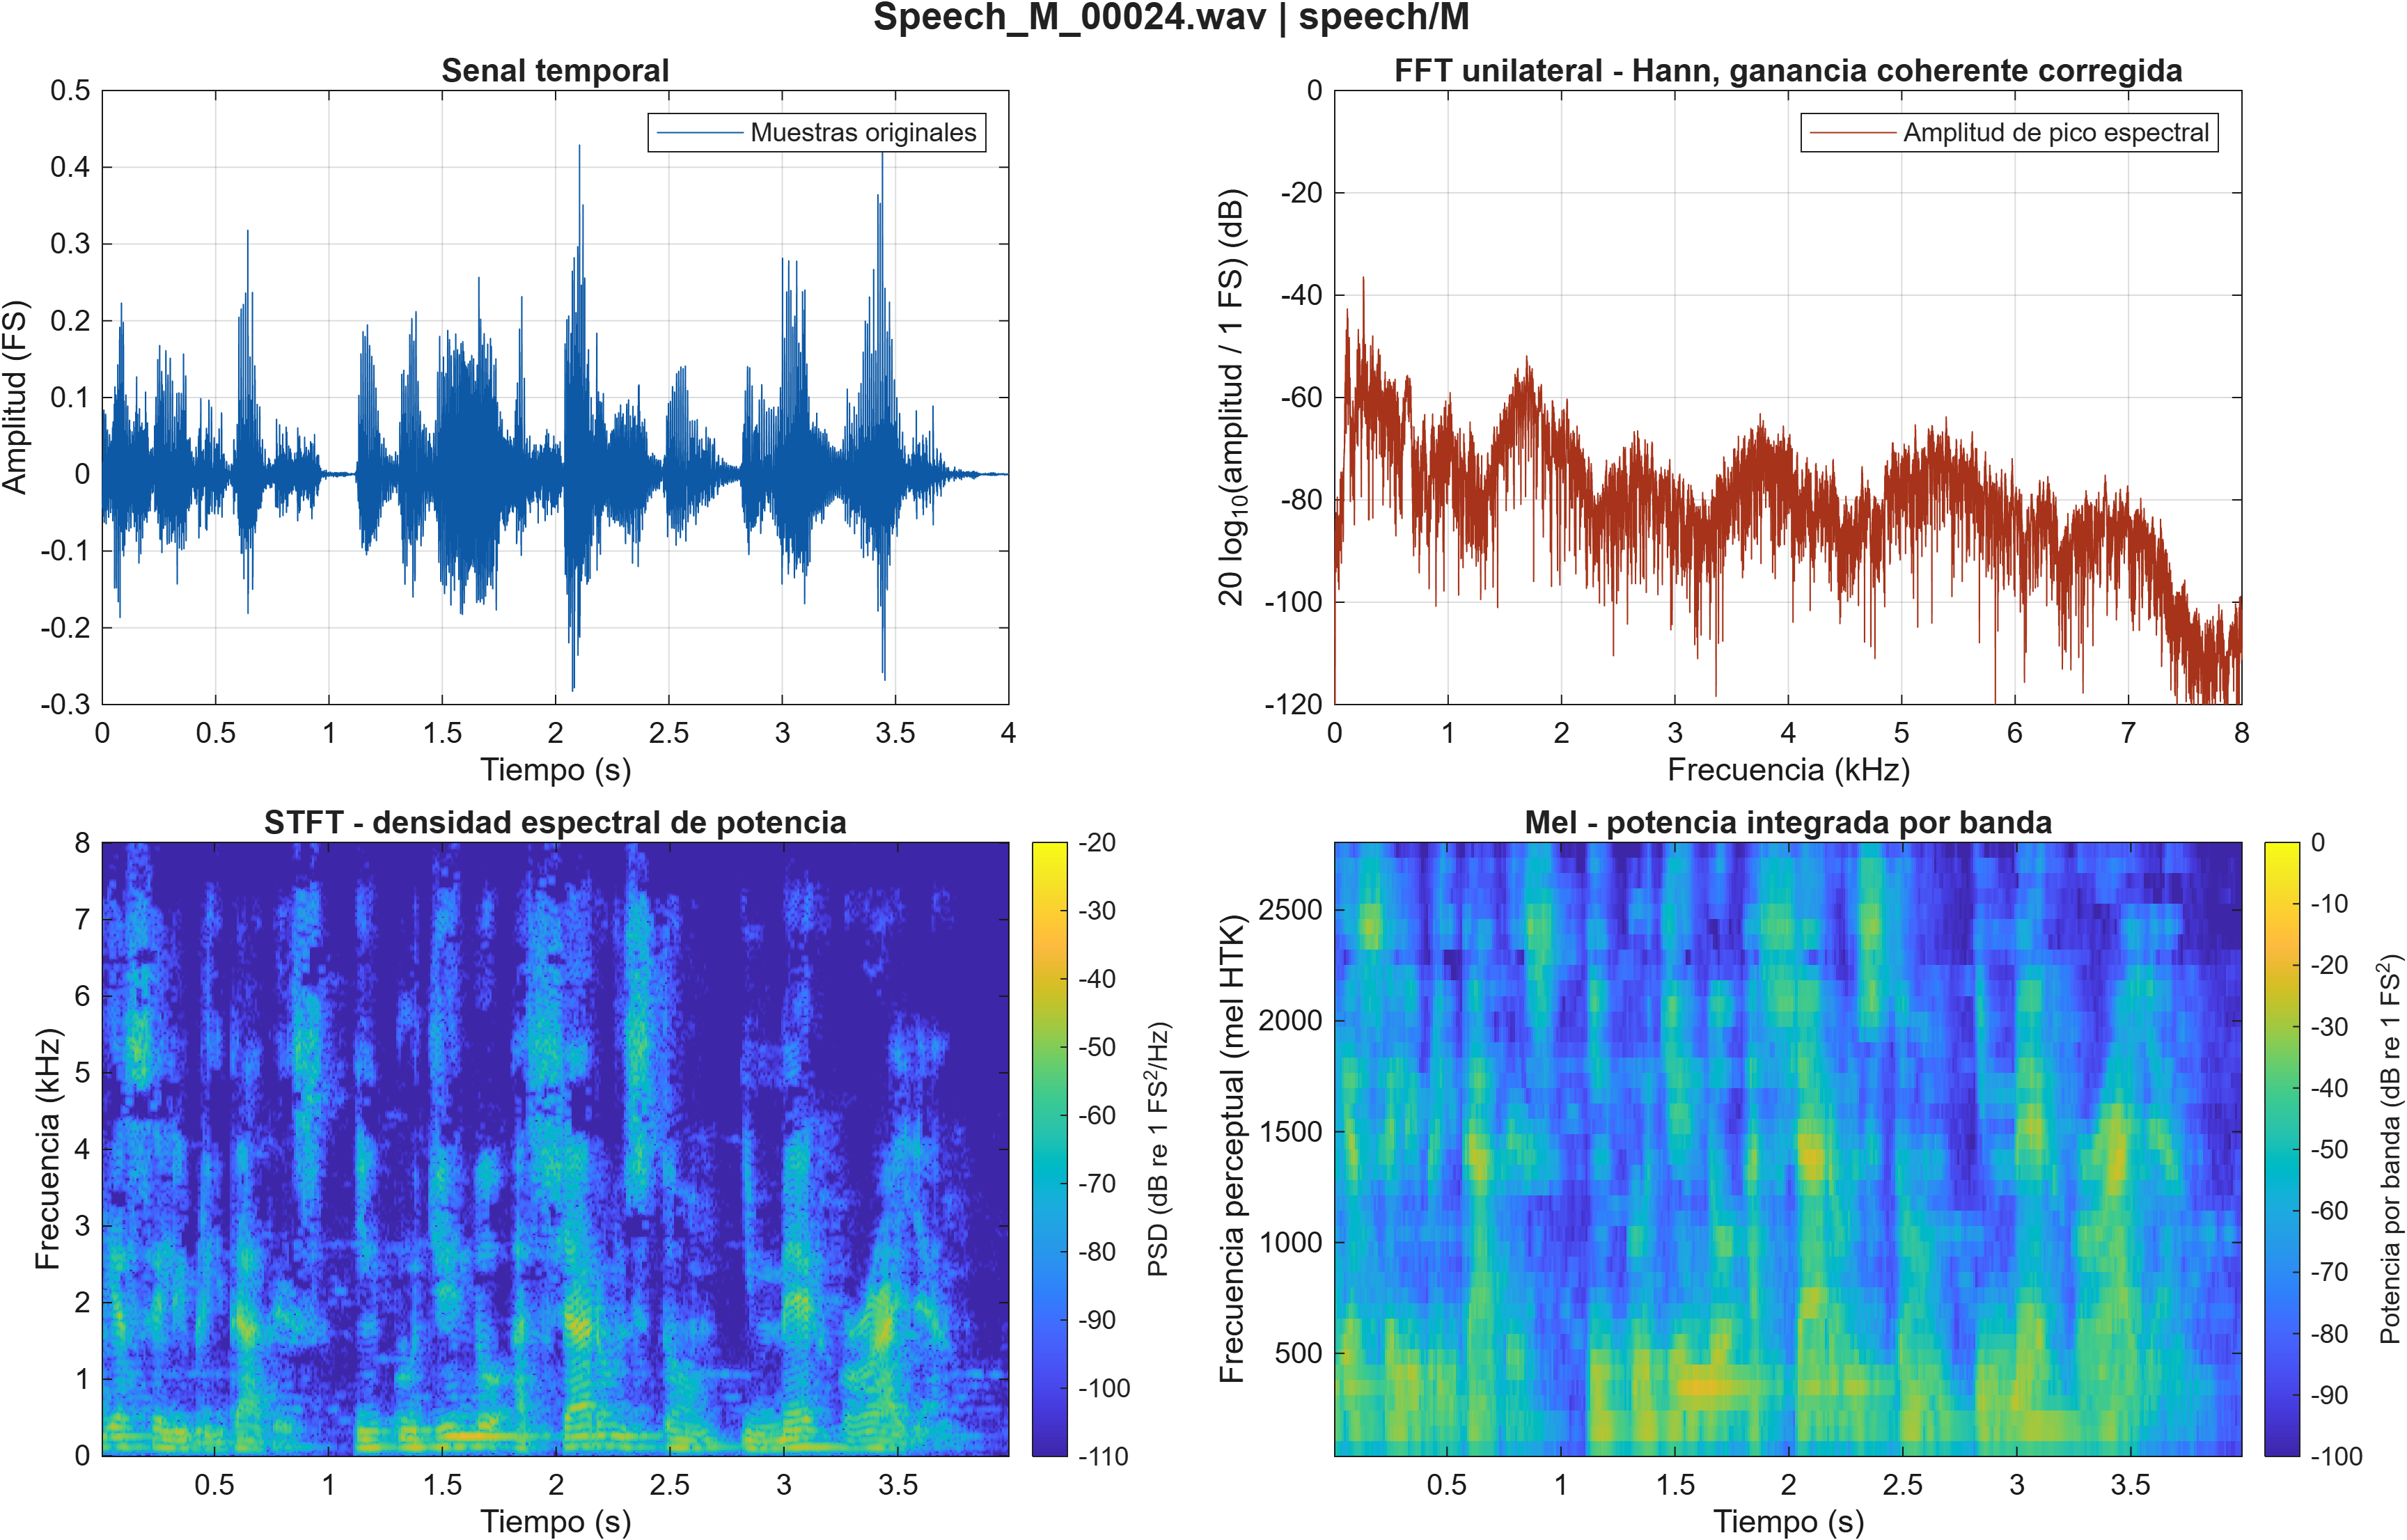 Speech_M_00024.wav | speech/M
Senal temporal
0.5
0.4
0.3
0.2
0.1
0
-0.1
-0.2
-0.3
Amplitud (FS)
Muestras originales
0 0.5 1 1.5 2 2.5 3 3.5 4
Tiempo (s)
FFT unilateral - Hann, ganancia coherente corregida
0
-20
-40
-60
-80
-100
-120
20 log10(amplitud / 1 FS) (dB)
Amplitud de pico espectral
0 1 2 3 4 5 6 7 8
Frecuencia (kHz)
STFT - densidad espectral de potencia
8
7
6
5
4
3
2
1
0
Frecuencia (kHz)
0.5 1 1.5 2 2.5 3 3.5
Tiempo (s)
-20
-30
-40
-50
-60
-70
-80
-90
-100
-110
PSD (dB re 1 FS²/Hz)
Mel - potencia integrada por banda
2500
2000
1500
1000
500
Frecuencia perceptual (mel HTK)
0.5 1 1.5 2 2.5 3 3.5
Tiempo (s)
0
-10
-20
-30
-40
-50
-60
-70
-80
-90
-100
Potencia por banda (dB re 1 FS²)